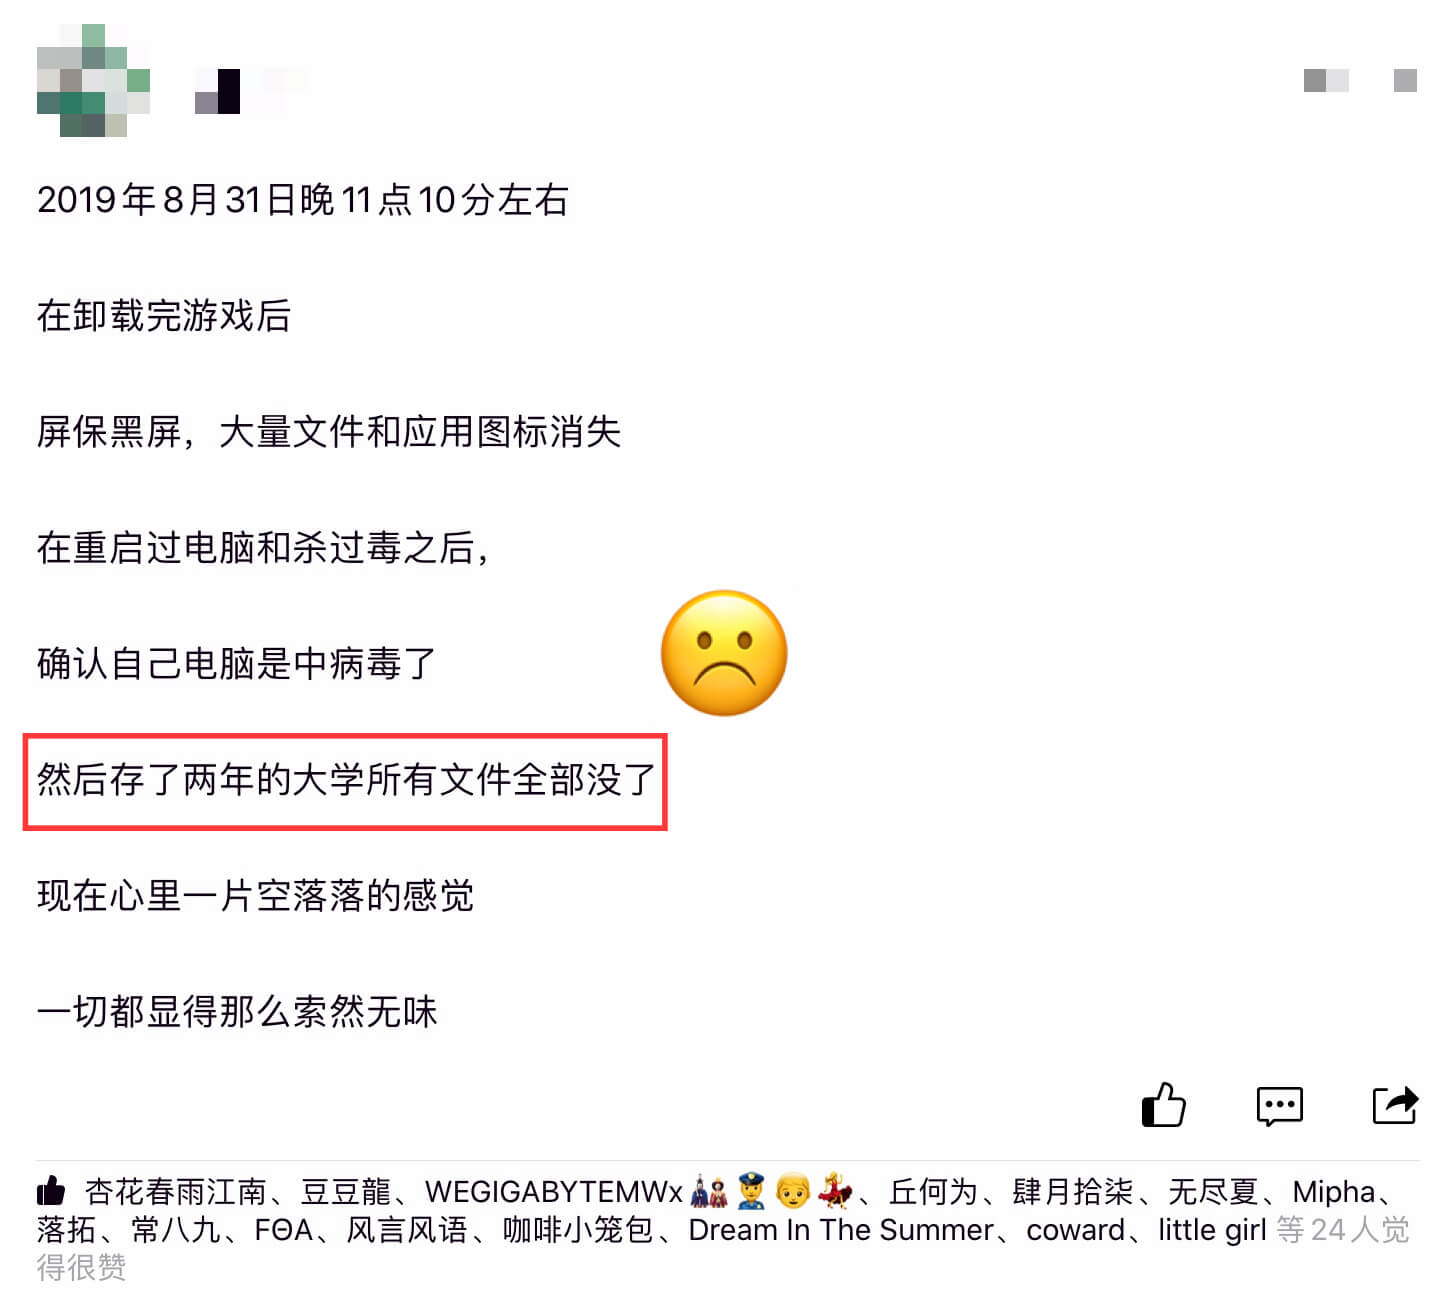 2019年8月31日晚11点10分左右
在卸载完游戏后
屏保黑屏，大量文件和应用图标消失
在重启过电脑和杀过毒之后，
确认自己电脑是中病毒了
然后存了两年的大学所有文件全部没了
现在心里一片空落落的感觉
一切都显得那么索然无味
杏花春雨江南、豆豆龍、WEGIGABYTEMWx🎎👮👦💃、丘何为、肆月拾柒、无尽夏、Mipha、
落拓、常八九、FΘA、风言风语、咖啡小笼包、Dream In The Summer、coward、little girl 等24人觉
得很赞